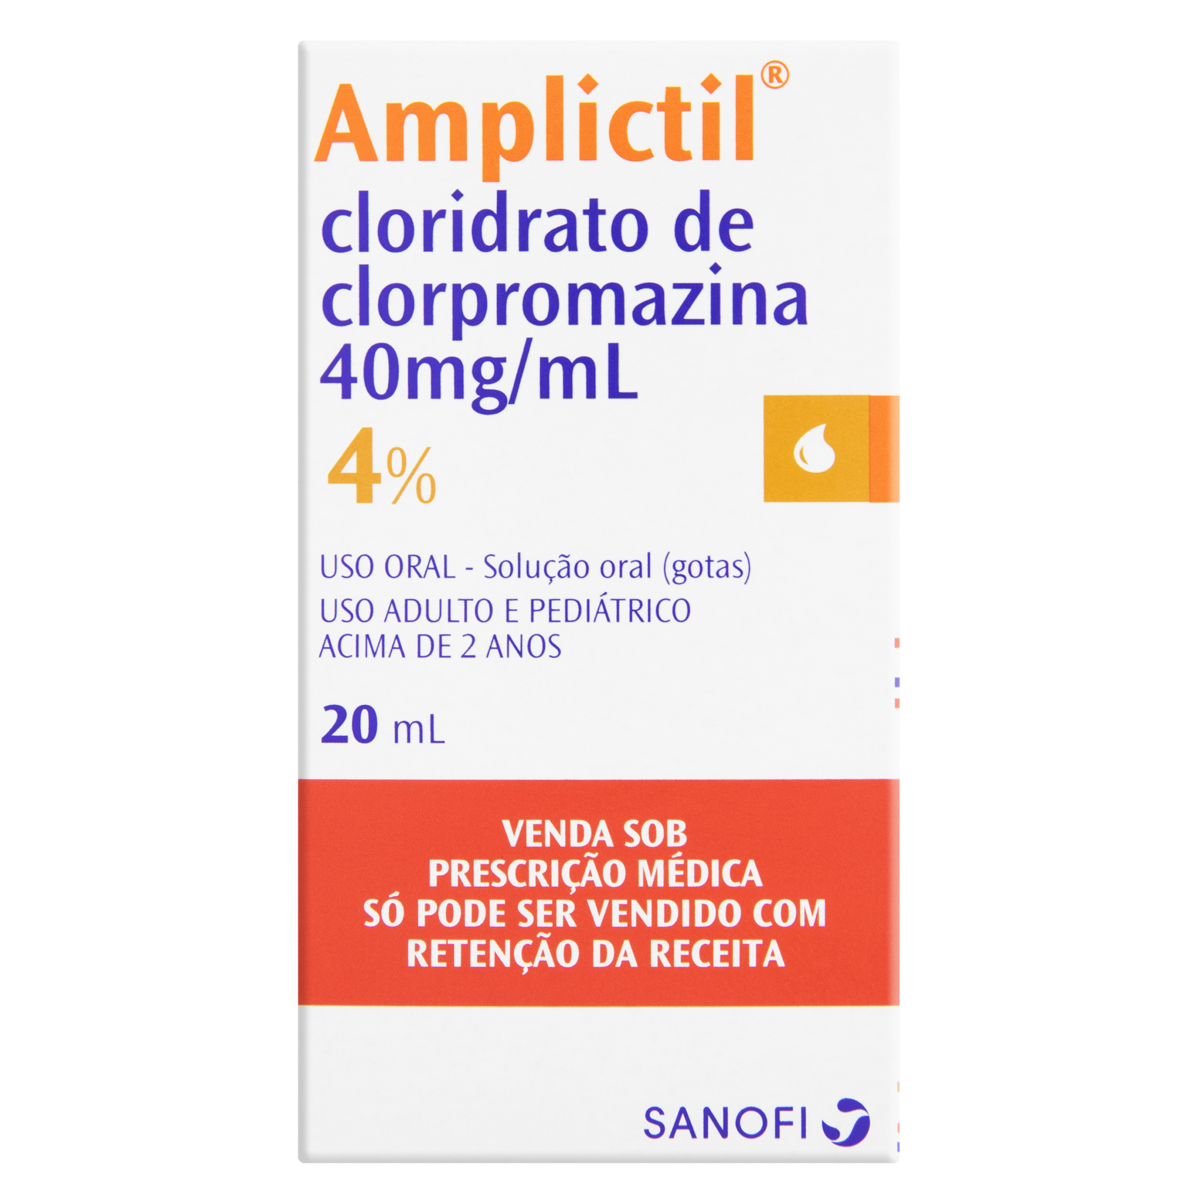 Amplictil®
cloridrato de
clorpromazina
40mg/mL
4%
USO ORAL - Solução oral (gotas)
USO ADULTO E PEDIÁTRICO
ACIMA DE 2 ANOS
20 mL
VENDA SOB
PRESCRIÇÃO MÉDICA
SÓ PODE SER VENDIDO COM
RETENÇÃO DA RECEITA
SANOFI